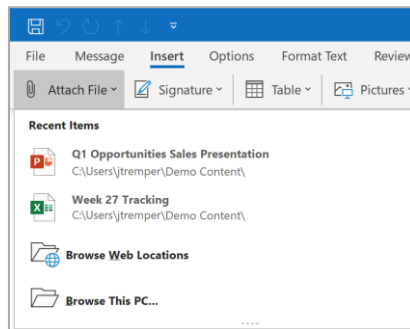 File Message Insert Options Format Text Review
Attach File Signature Table Pictures
Recent Items
Q1 Opportunities Sales Presentation
C:\Users\jtremper\Demo Content\
Week 27 Tracking
C:\Users\jtremper\Demo Content\
Browse Web Locations
Browse This PC...